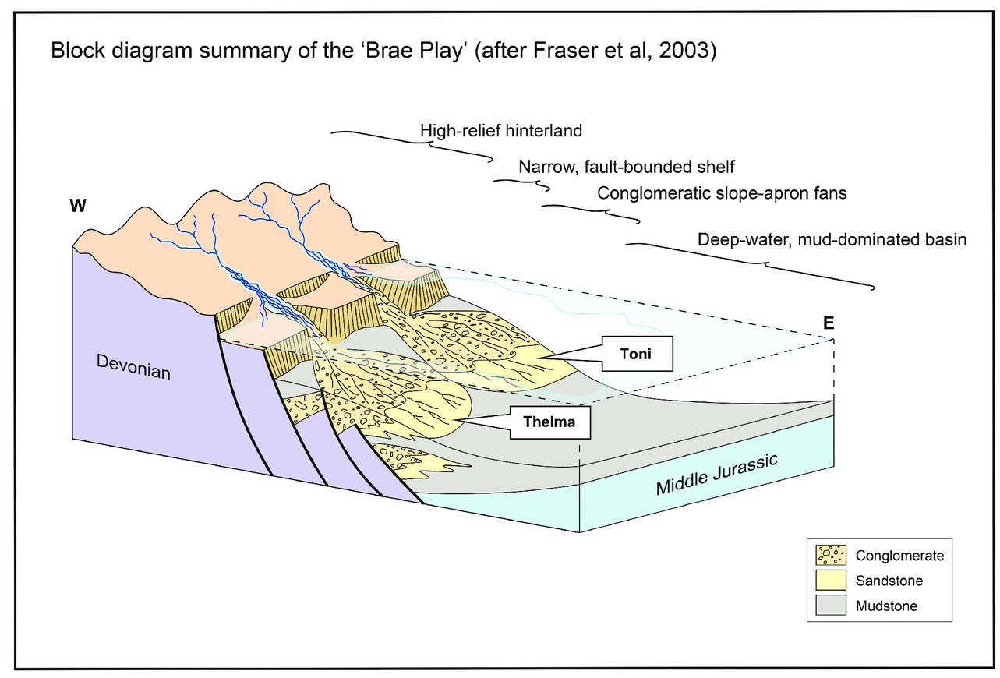 Block diagram summary of the ‘Brae Play’ (after Fraser et al, 2003)
High-relief hinterland
Narrow, fault-bounded shelf
Conglomeratic slope-apron fans
Deep-water, mud-dominated basin
W
E
Toni
Devonian
Thelma
Middle Jurassic
Conglomerate
Sandstone
Mudstone